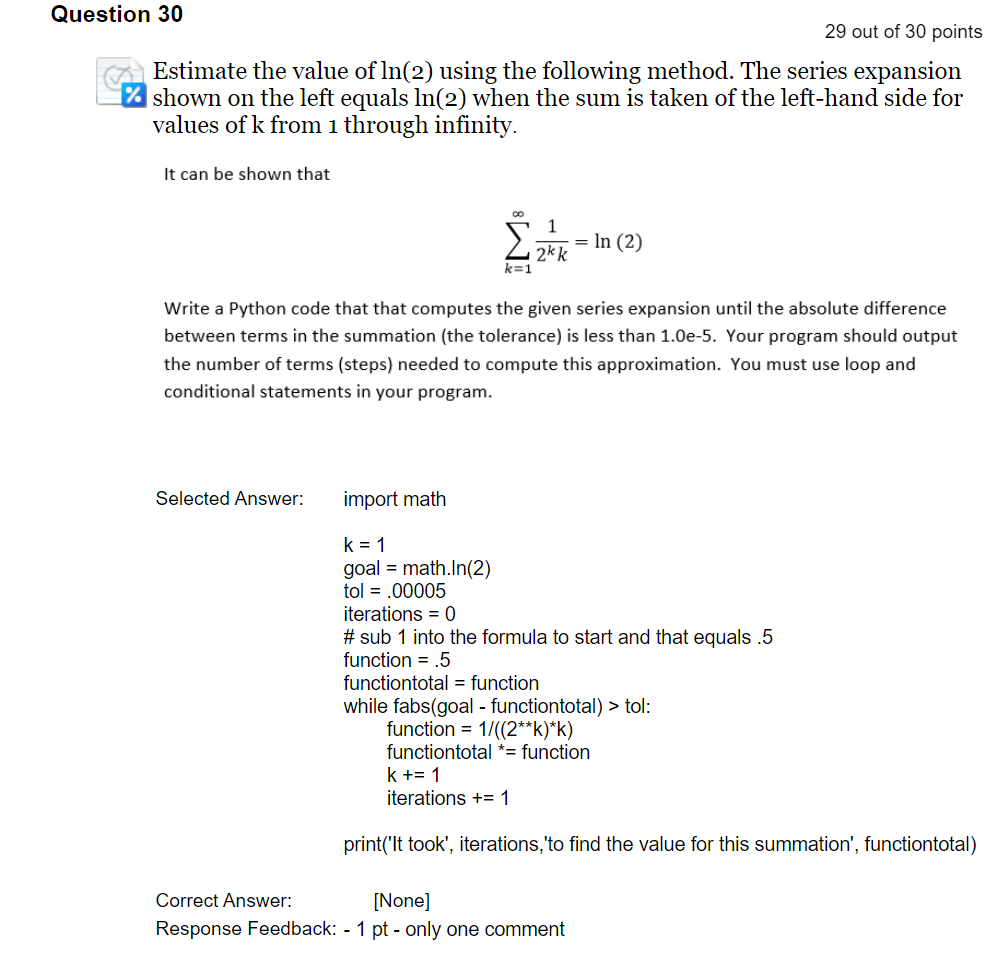 Question 30
29 out of 30 points
Estimate the value of ln(2) using the following method. The series expansion
shown on the left equals ln(2) when the sum is taken of the left-hand side for
values of k from 1 through infinity.
It can be shown that
∞
∑ 1/(2^k k) = ln (2)
k=1
Write a Python code that that computes the given series expansion until the absolute difference
between terms in the summation (the tolerance) is less than 1.0e-5. Your program should output
the number of terms (steps) needed to compute this approximation. You must use loop and
conditional statements in your program.
Selected Answer: import math
k = 1
goal = math.ln(2)
tol = .00005
iterations = 0
# sub 1 into the formula to start and that equals .5
function = .5
functiontotal = function
while fabs(goal - functiontotal) > tol:
function = 1/((2**k)*k)
functiontotal *= function
k += 1
iterations += 1
print('It took', iterations,'to find the value for this summation', functiontotal)
Correct Answer: [None]
Response Feedback: - 1 pt - only one comment